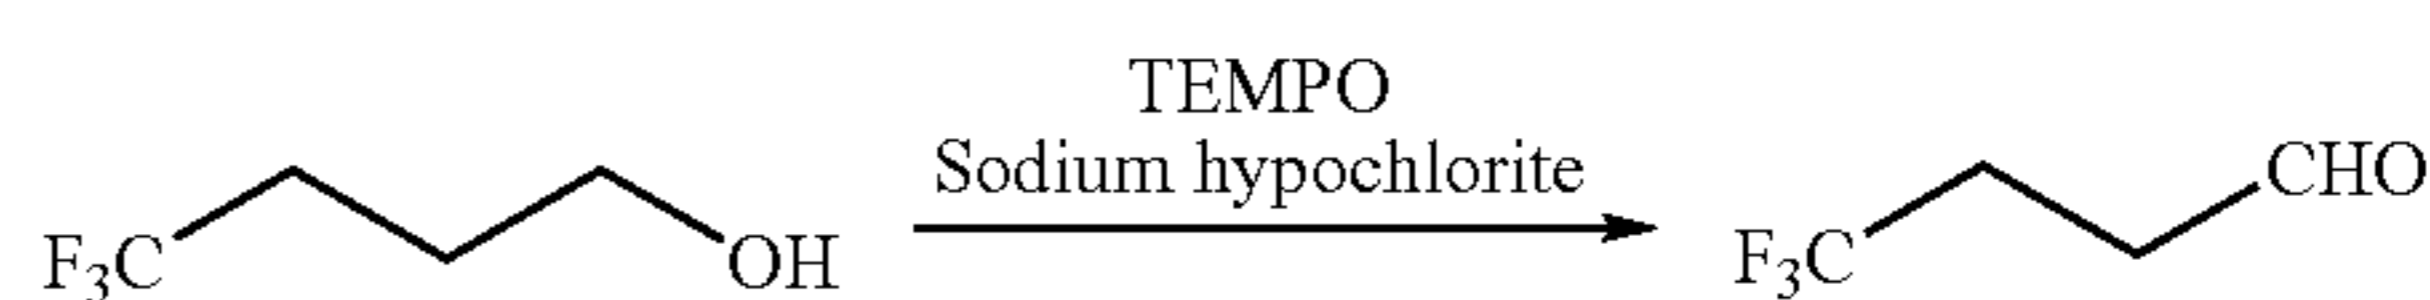 TEMPO
Sodium hypochlorite
F₃C
OH
F₃C
CHO